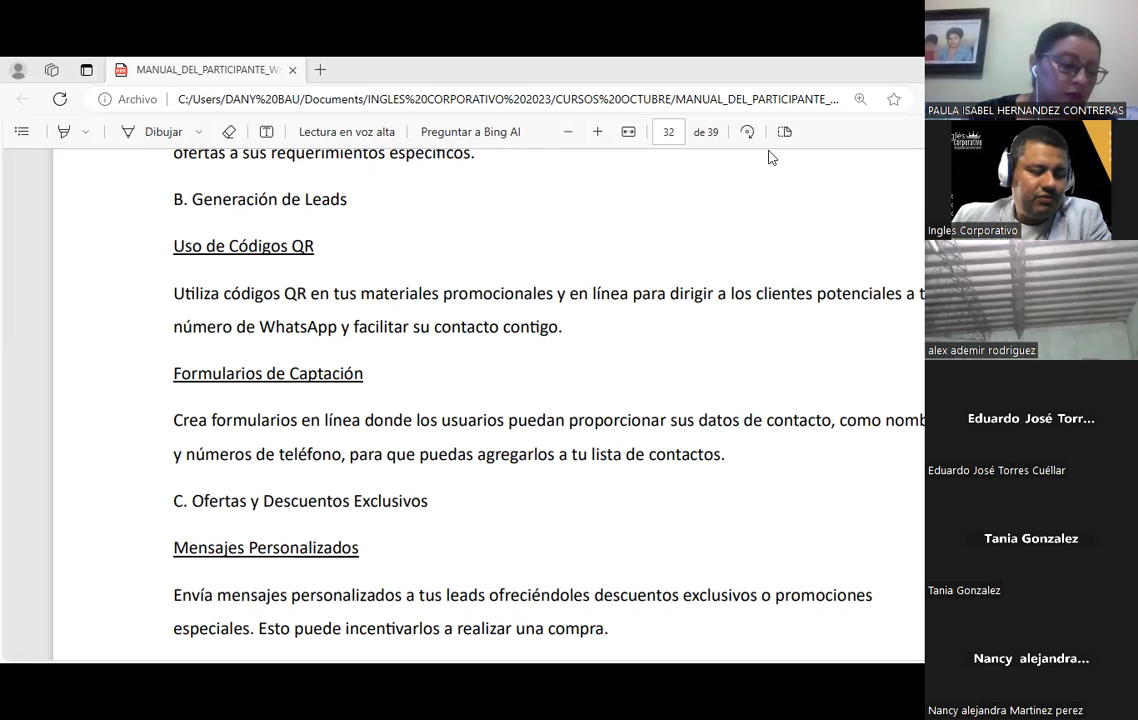 MANUAL_DEL_PARTICIPANTE_W
Archivo
C:/Users/DANY%20BAU/Documents/INGLES%20CORPORATIVO%202023/CURSOS%20OCTUBRE/MANUAL_DEL_PARTICIPANTE_...
Dibujar
Lectura en voz alta
Preguntar a Bing AI
32
de 39
ofertas a sus requerimientos específicos.
B. Generación de Leads
Uso de Códigos QR
Utiliza códigos QR en tus materiales promocionales y en línea para dirigir a los clientes potenciales a t
número de WhatsApp y facilitar su contacto contigo.
Formularios de Captación
Crea formularios en línea donde los usuarios puedan proporcionar sus datos de contacto, como nomb
y números de teléfono, para que puedas agregarlos a tu lista de contactos.
C. Ofertas y Descuentos Exclusivos
Mensajes Personalizados
Envía mensajes personalizados a tus leads ofreciéndoles descuentos exclusivos o promociones
especiales. Esto puede incentivarlos a realizar una compra.
PAULA ISABEL HERNANDEZ CONTRERAS
Ingles Corporativo
alex ademir rodriguez
Eduardo José Torr...
Eduardo José Torres Cuéllar
Tania Gonzalez
Tania Gonzalez
Nancy alejandra...
Nancy alejandra Martinez perez